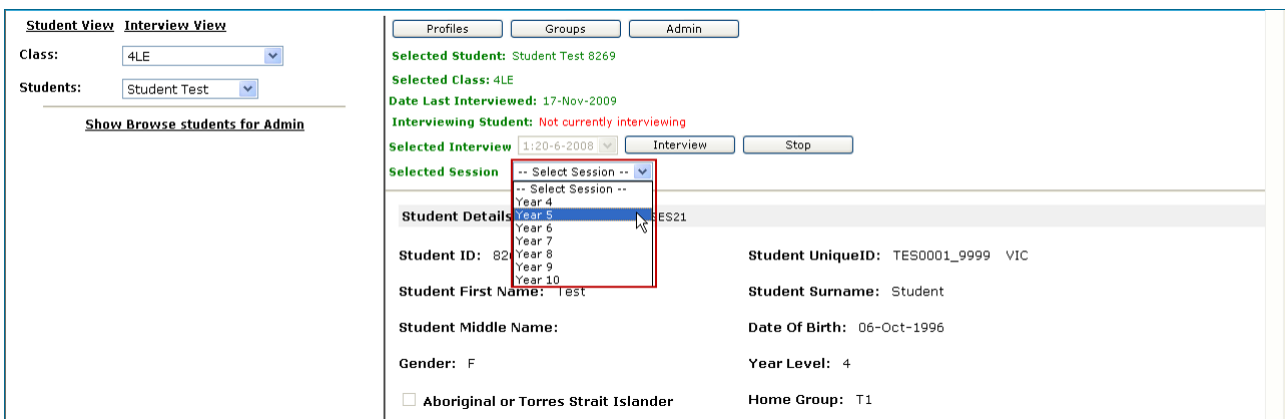 Student View Interview View
Class: 4LE
Students: Student Test
Show Browse students for Admin
Profiles Groups Admin
Selected Student: Student Test 8269
Selected Class: 4LE
Date Last Interviewed: 17-Nov-2009
Interviewing Student: Not currently interviewing
Selected Interview 1:20-6-2008 Interview Stop
Selected Session -- Select Session --
-- Select Session --
Year 4
Year 5
Year 6
Year 7
Year 8
Year 9
Year 10
Student Details
Student ID: Student UniqueID: TES0001_9999 VIC
Student First Name: Test Student Surname: Student
Student Middle Name: Date Of Birth: 06-Oct-1996
Gender: F Year Level: 4
Aboriginal or Torres Strait Islander Home Group: T1